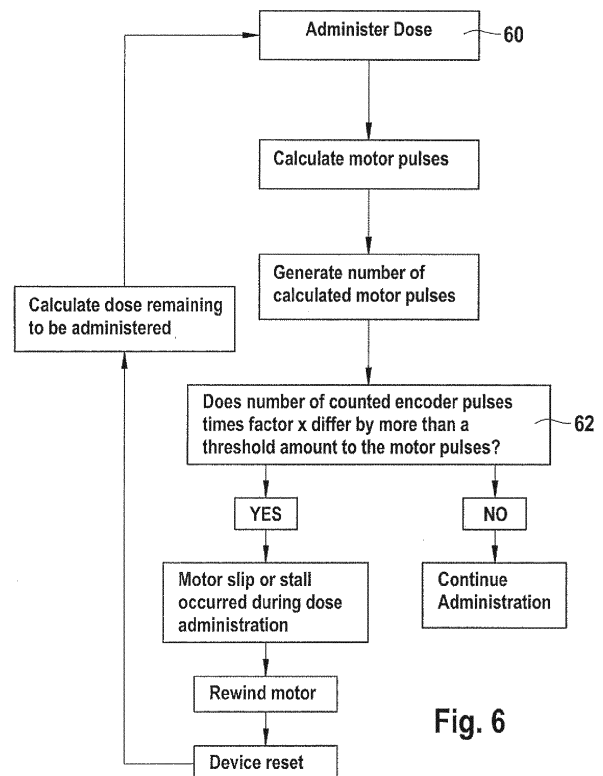 Administer Dose
60
Calculate motor pulses
Generate number of
calculated motor pulses
Calculate dose remaining
to be administered
Does number of counted encoder pulses
times factor x differ by more than a
threshold amount to the motor pulses?
62
YES
NO
Motor slip or stall
occurred during dose
administration
Continue
Administration
Rewind motor
Device reset
Fig. 6